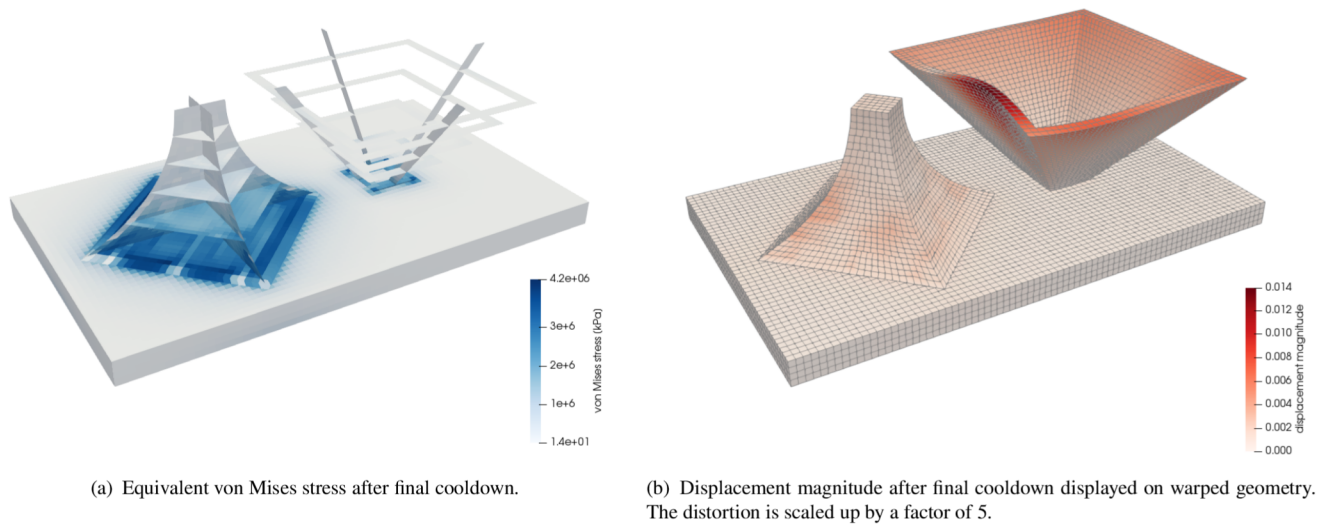 4.2e+06
3e+6
2e+6
1e+6
1.4e+01
von Mises stress (kPa)
0.014
0.012
0.010
0.008
0.006
0.004
0.002
0.000
displacement magnitude
(a) Equivalent von Mises stress after final cooldown.
(b) Displacement magnitude after final cooldown displayed on warped geometry.
The distortion is scaled up by a factor of 5.